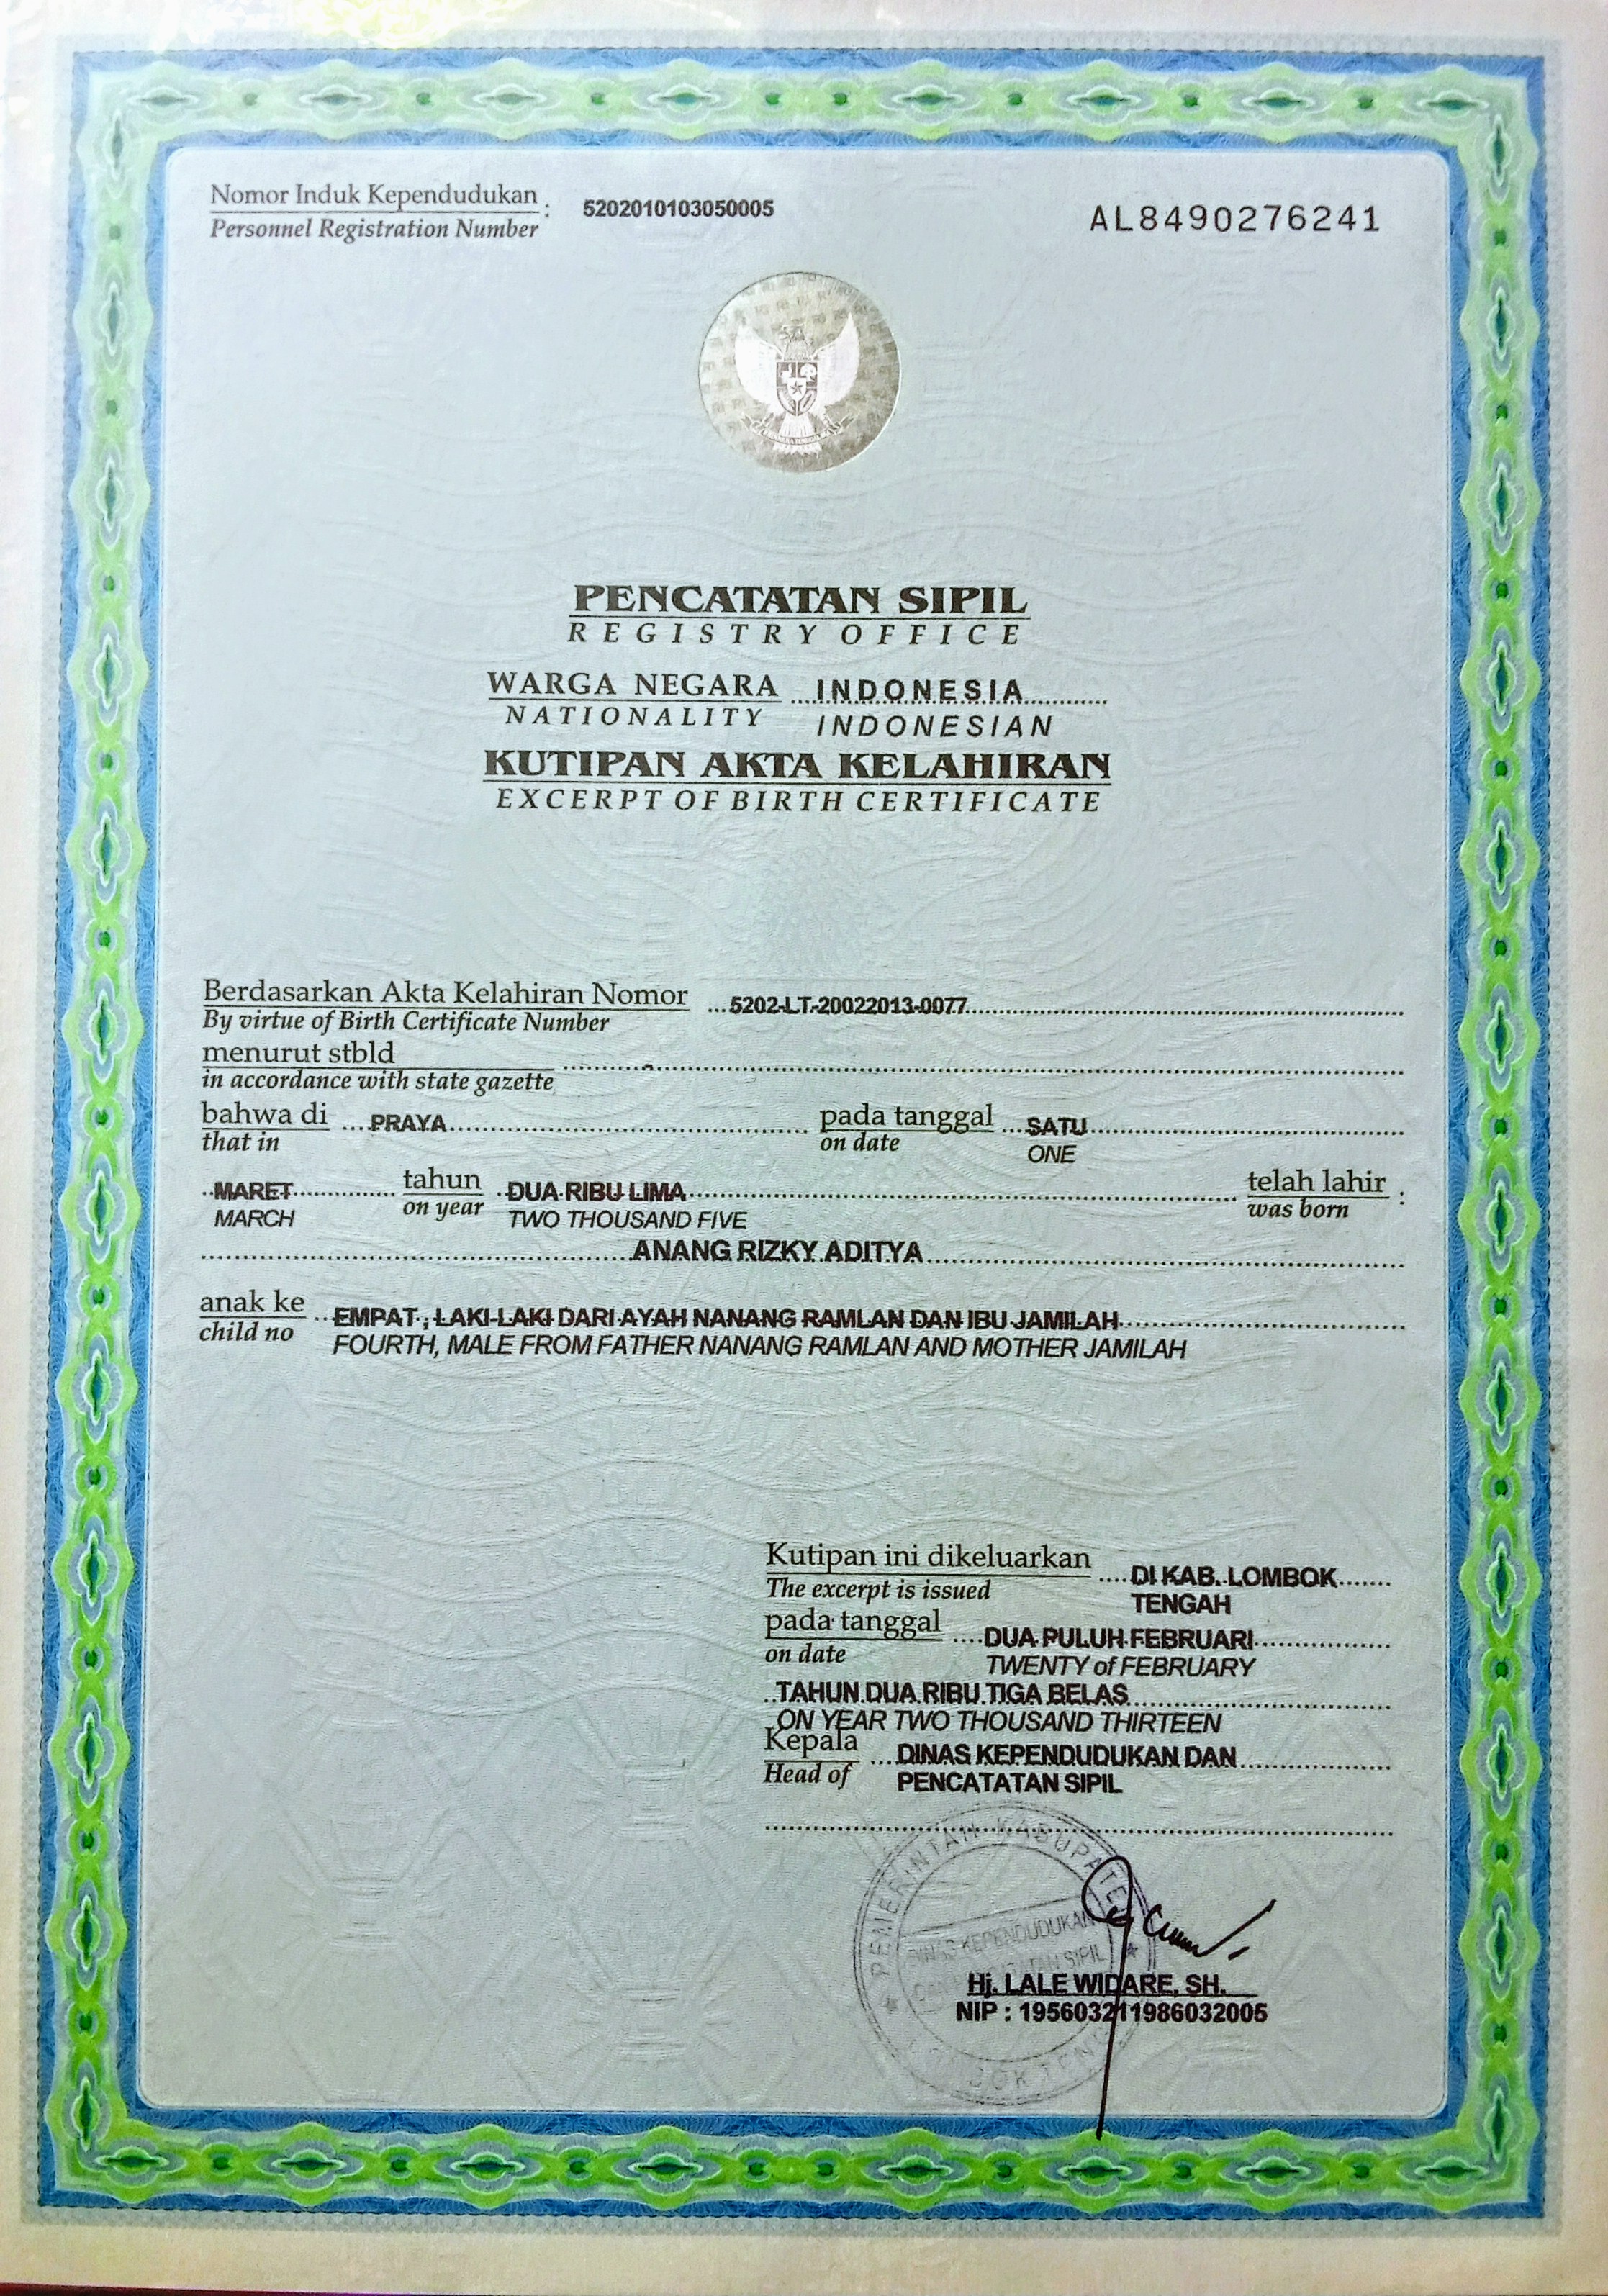 Nomor Induk Kependudukan : 5202010103050005
Personnel Registration Number
AL8490276241
PENCATATAN SIPIL
REGISTRY OFFICE
WARGA NEGARA INDONESIA
NATIONALITY INDONESIAN
KUTIPAN AKTA KELAHIRAN
EXCERPT OF BIRTH CERTIFICATE
Berdasarkan Akta Kelahiran Nomor 5202-LT-20022013-0077
By virtue of Birth Certificate Number
menurut stbld -
in accordance with state gazette
bahwa di PRAYA pada tanggal SATU
that in on date ONE
MARET tahun DUA RIBU LIMA telah lahir :
MARCH on year TWO THOUSAND FIVE was born
ANANG RIZKY ADITYA
anak ke EMPAT , LAKI-LAKI DARI AYAH NANANG RAMLAN DAN IBU JAMILAH
child no FOURTH, MALE FROM FATHER NANANG RAMLAN AND MOTHER JAMILAH
Kutipan ini dikeluarkan DI KAB. LOMBOK
The excerpt is issued TENGAH
pada tanggal DUA PULUH FEBRUARI
on date TWENTY of FEBRUARY
TAHUN DUA RIBU TIGA BELAS
ON YEAR TWO THOUSAND THIRTEEN
Kepala DINAS KEPENDUDUKAN DAN
Head of PENCATATAN SIPIL
PEMERINTAH KABUPATEN
DINAS KEPENDUDUKAN
DAN PENCATATAN SIPIL
Hj. LALE WIDARE, SH.
NIP : 195603211986032005